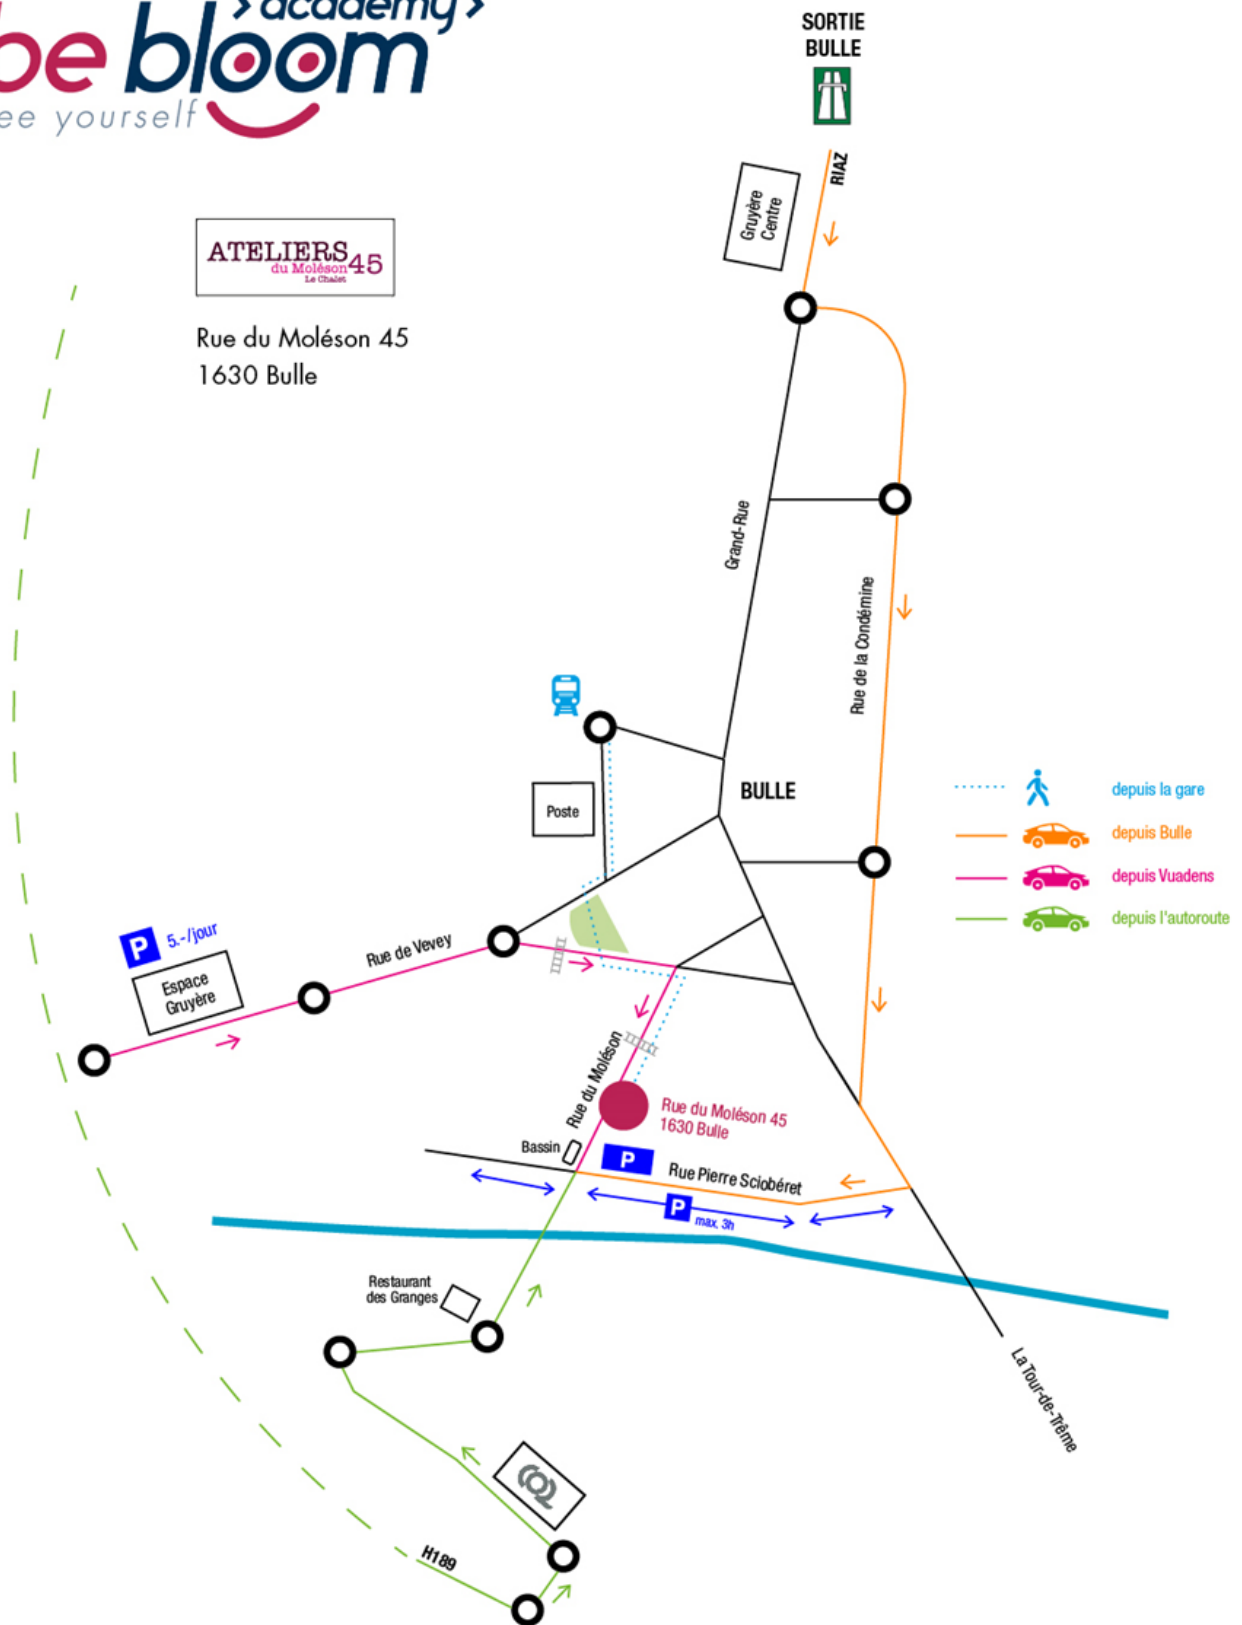 academy
be bloom
ee yourself
SORTIE
BULLE
RIAZ
Gruyère
Centre
ATELIERS
du Moléson 45
Le Chalet
Rue du Moléson 45
1630 Bulle
Grand-Rue
Rue de la Condémine
BULLE
Poste
depuis la gare
depuis Bulle
depuis Vuadens
depuis l'autoroute
P 5.-/jour
Espace
Gruyère
Rue de Vevey
Rue du Moléson
Rue du Moléson 45
1630 Bulle
Bassin
P
Rue Pierre Sciobéret
P max. 3h
Restaurant
des Granges
La Tour-de-Trême
CO2
H189